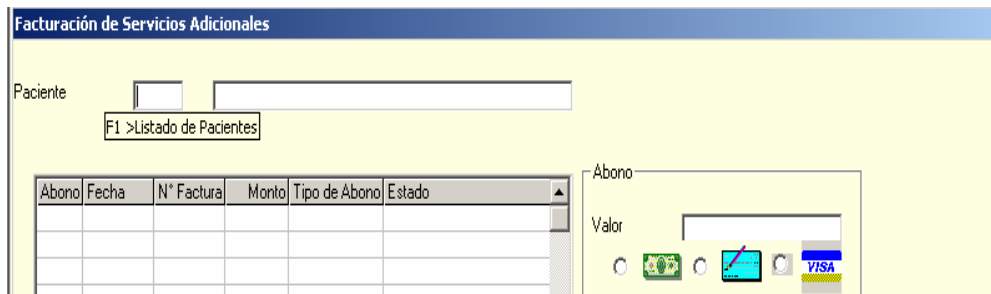 Facturación de Servicios Adicionales
Paciente
F1 >Listado de Pacientes
Abono Fecha N° Factura Monto Tipo de Abono Estado
Abono
Valor
VISA